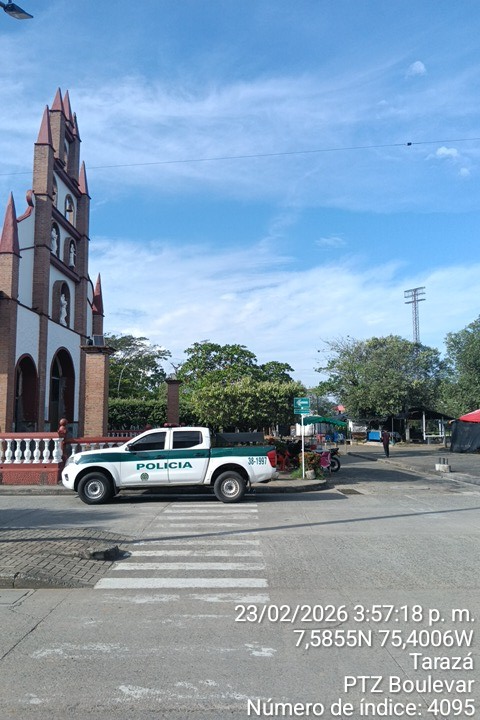 POLICIA
38-1997
23/02/2026 3:57:18 p. m.
7,5855N 75,4006W
Tarazá
PTZ Boulevar
Número de índice: 4095